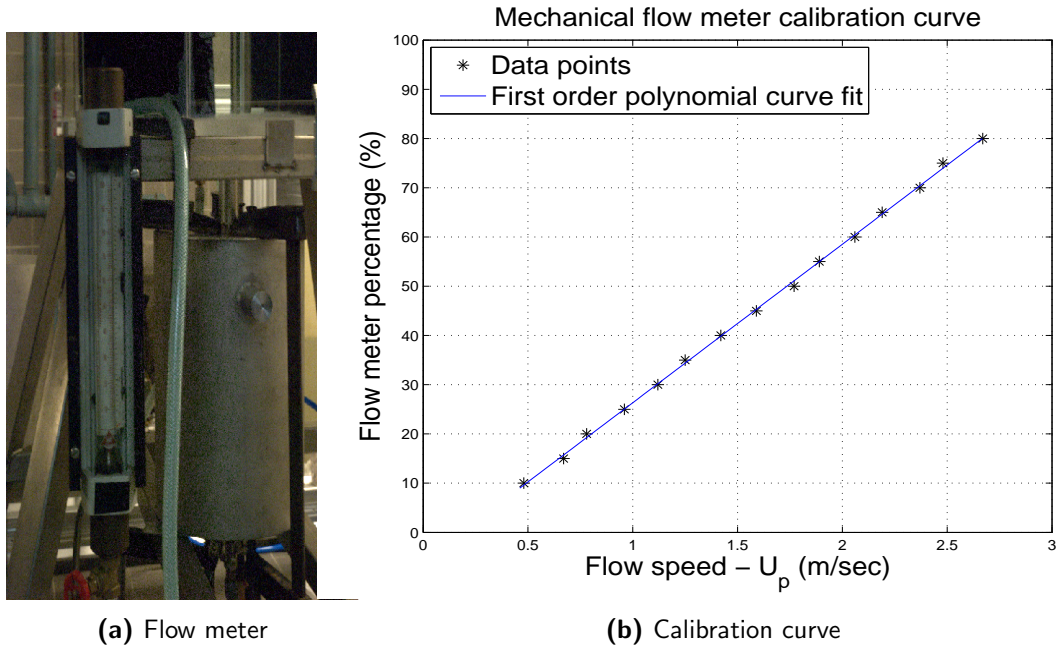 Mechanical flow meter calibration curve
100
90
80
70
60
50
40
30
20
10
0
Flow meter percentage (%)
Data points
First order polynomial curve fit
0 0.5 1 1.5 2 2.5 3
Flow speed – U_p (m/sec)
(a) Flow meter
(b) Calibration curve